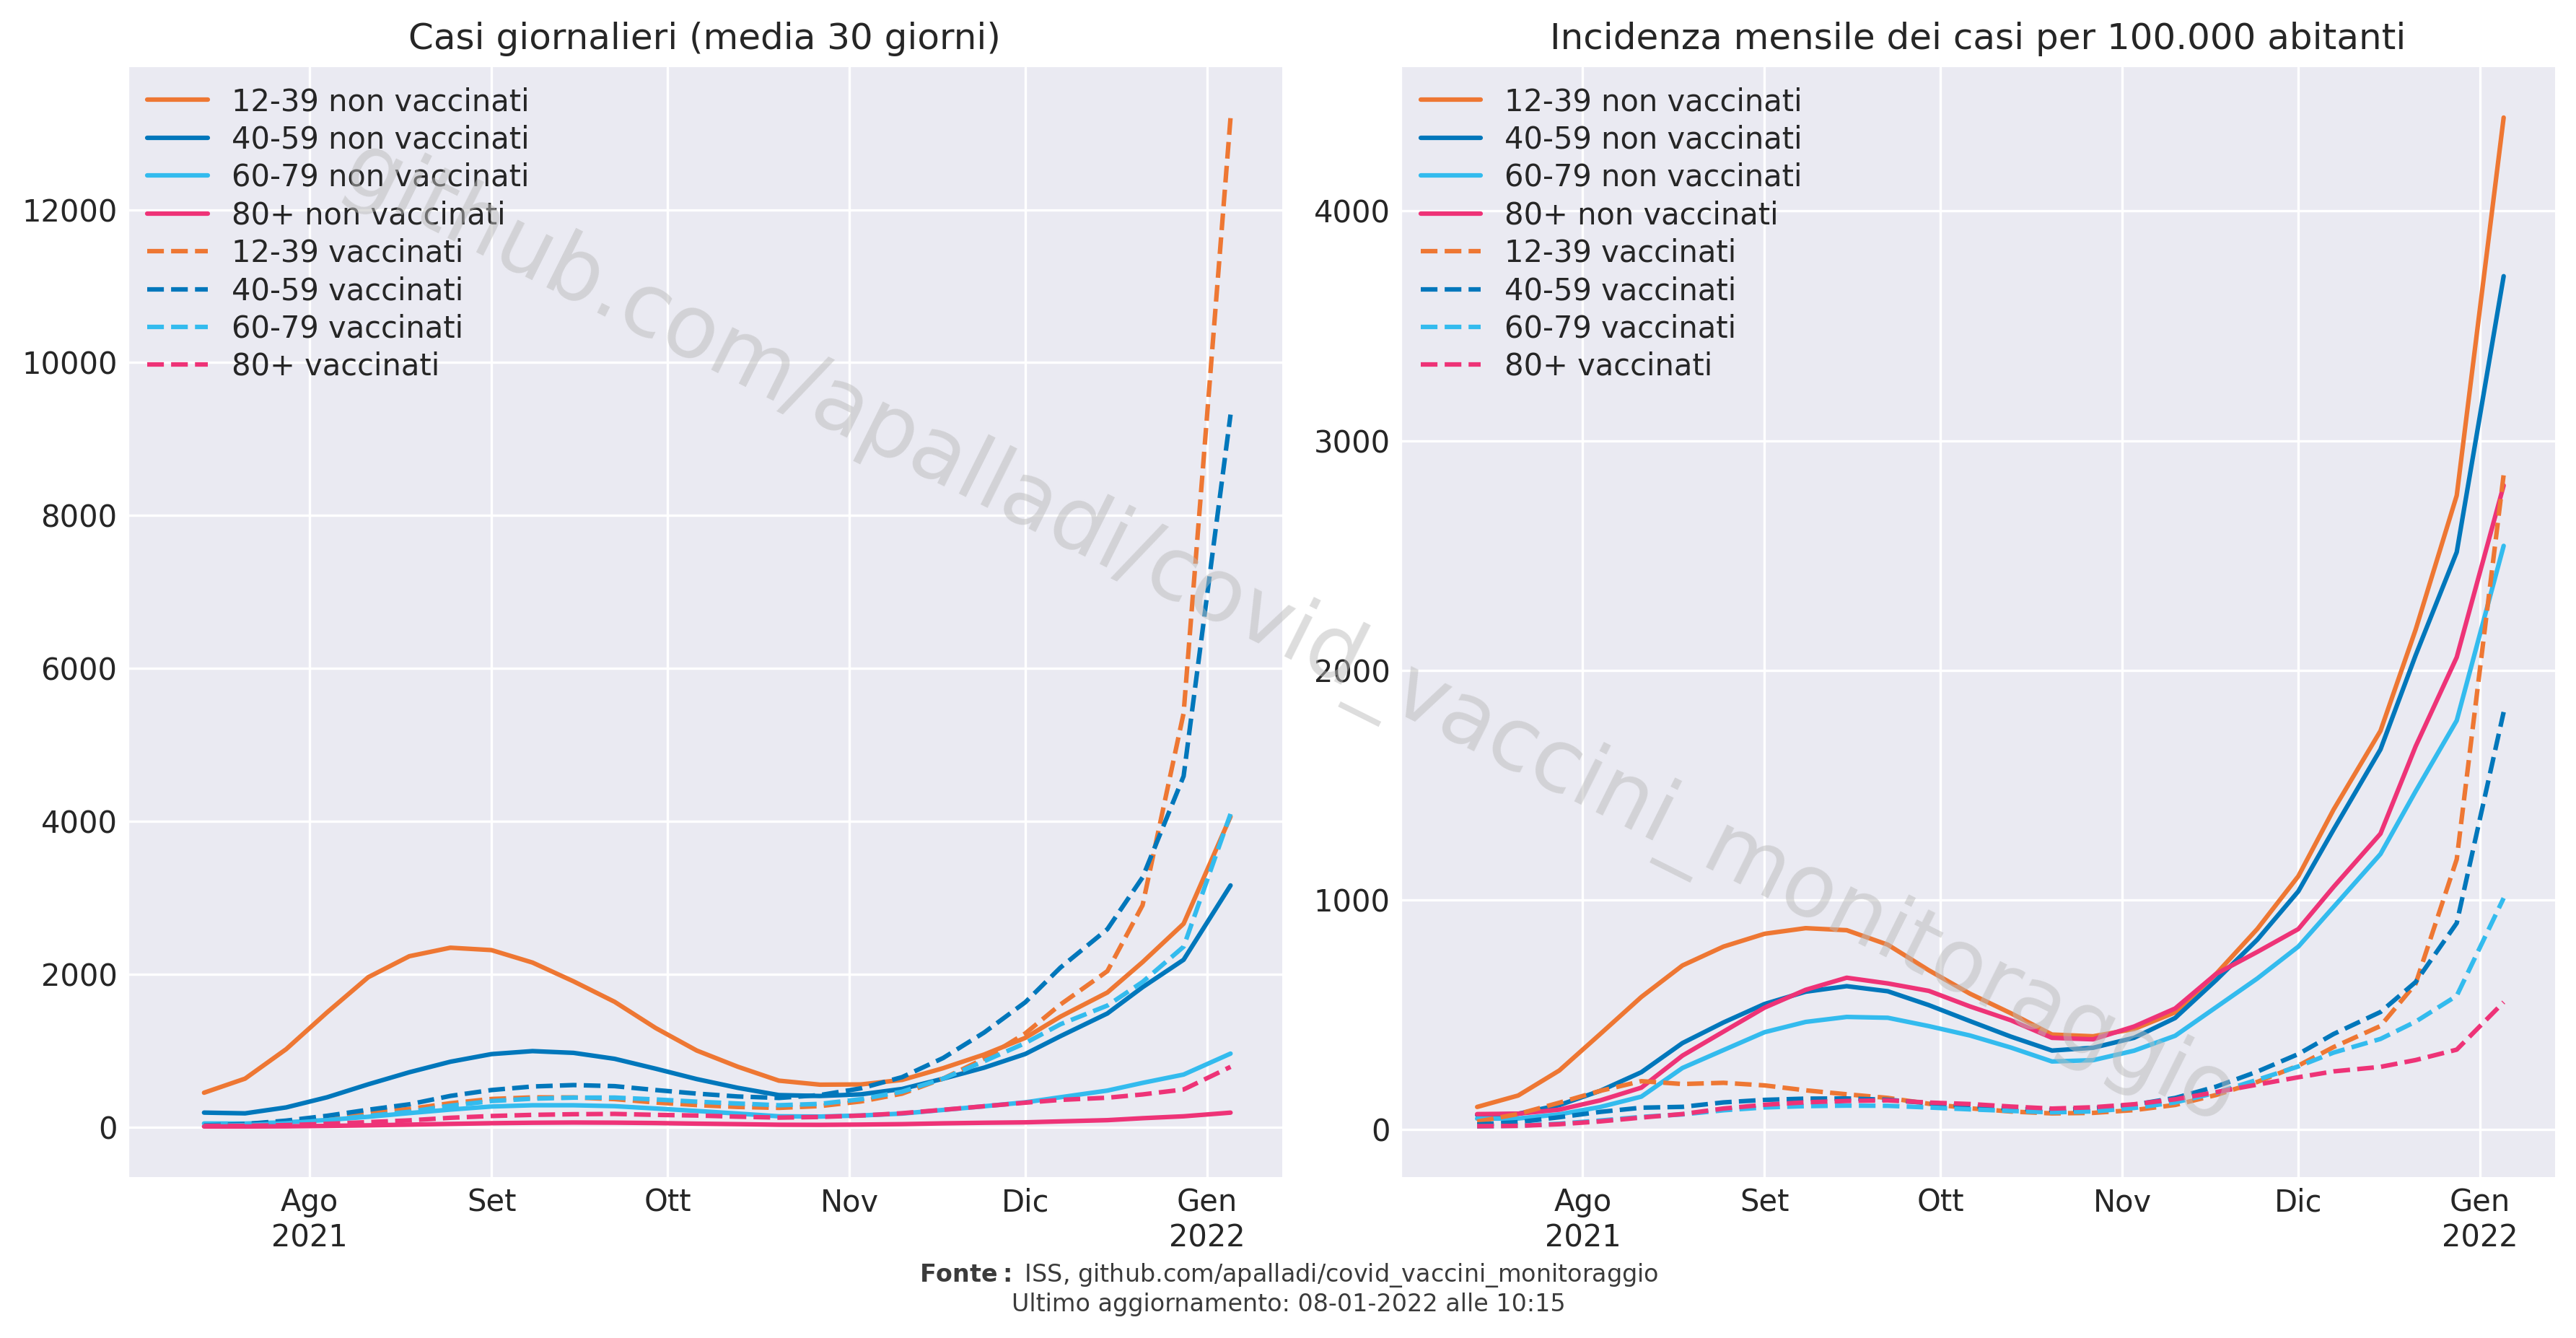 Casi giornalieri (media 30 giorni)
12-39 non vaccinati
40-59 non vaccinati
60-79 non vaccinati
80+ non vaccinati
12-39 vaccinati
40-59 vaccinati
60-79 vaccinati
80+ vaccinati
12000
10000
8000
6000
4000
2000
0
Ago
2021
Set
Ott
Nov
Dic
Gen
2022
Incidenza mensile dei casi per 100.000 abitanti
12-39 non vaccinati
40-59 non vaccinati
60-79 non vaccinati
80+ non vaccinati
12-39 vaccinati
40-59 vaccinati
60-79 vaccinati
80+ vaccinati
4000
3000
2000
1000
0
Ago
2021
Set
Ott
Nov
Dic
Gen
2022
github.com/apalladi/covid_vaccini_monitoraggio
Fonte: ISS, github.com/apalladi/covid_vaccini_monitoraggio
Ultimo aggiornamento: 08-01-2022 alle 10:15